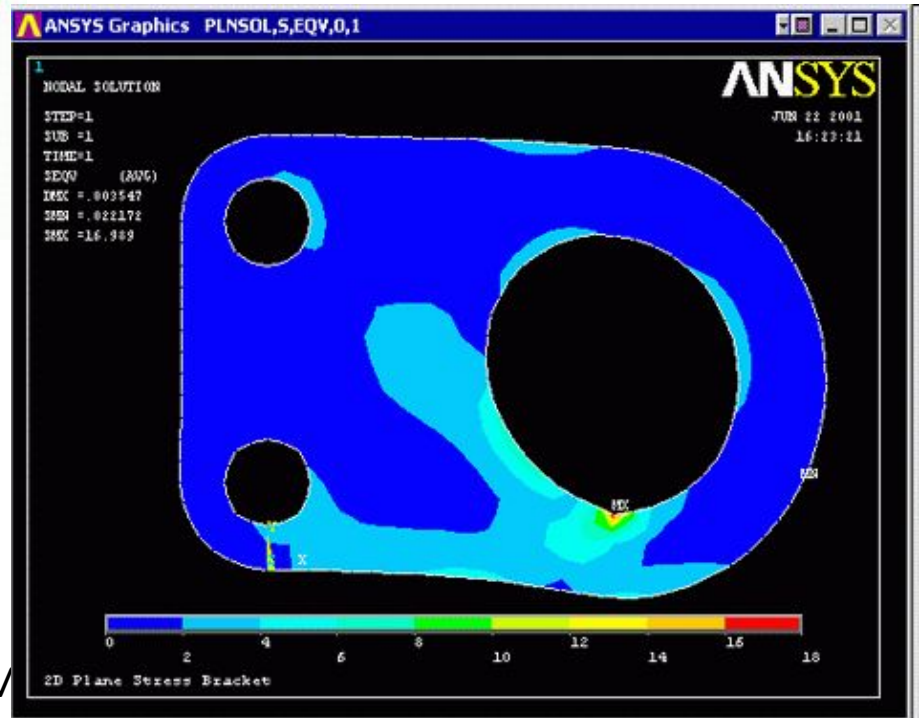 ANSYS Graphics PLNSOL,S,EQV,0,1
1
ANSYS
NODAL SOLUTION
JUN 22 2001
16:23:21
STEP=1
SUB =1
TIME=1
SEQV (AVG)
DMX =.003547
SMN =.022172
SMX =16.989
MN
MX
Y
X
0 2 4 6 8 10 12 14 16 18
2D Plane Stress Bracket